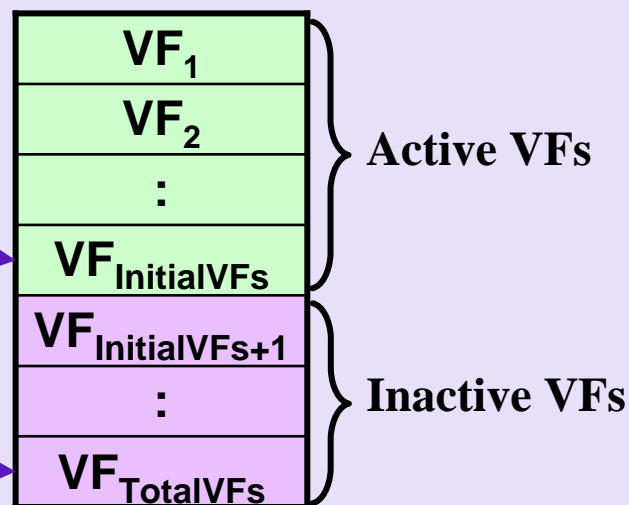 VF1
VF2
:
VFInitialVFs
VFInitialVFs+1
:
VFTotalVFs
Active VFs
Inactive VFs